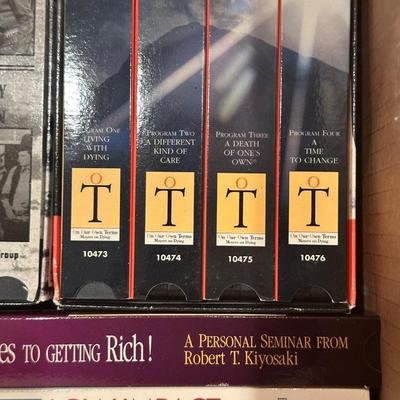 PROGRAM ONE
LIVING
WITH
DYING
O
T
On Our Own Terms
Moyers on Dying
10473
PROGRAM TWO
A DIFFERENT
KIND OF
CARE
O
T
On Our Own Terms
Moyers on Dying
10474
PROGRAM THREE
A DEATH
OF ONE'S
OWN
O
T
On Our Own Terms
Moyers on Dying
10475
PROGRAM FOUR
A
TIME
TO CHANGE
O
T
On Our Own Terms
Moyers on Dying
10476
Group
es TO GETTING Rich!
A PERSONAL SEMINAR FROM
Robert T. Kiyosaki